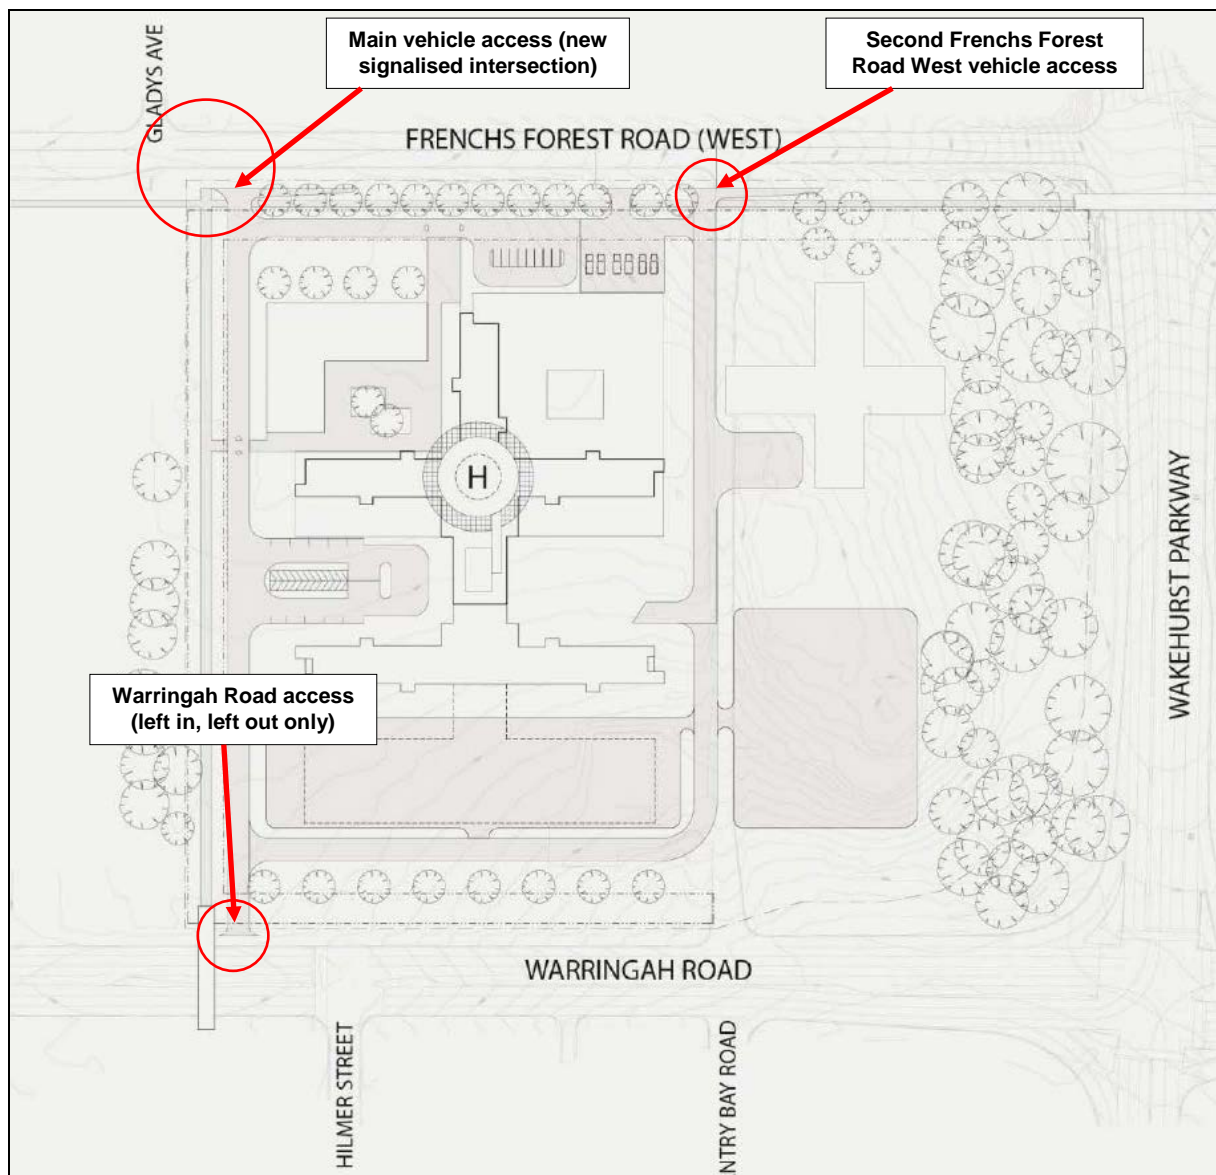 Main vehicle access (new
signalised intersection)
Second Frenchs Forest
Road West vehicle access
GLADYS AVE
FRENCHS FOREST ROAD (WEST)
H
WAKEHURST PARKWAY
Warringah Road access
(left in, left out only)
WARRINGAH ROAD
HILMER STREET
NTRY BAY ROAD